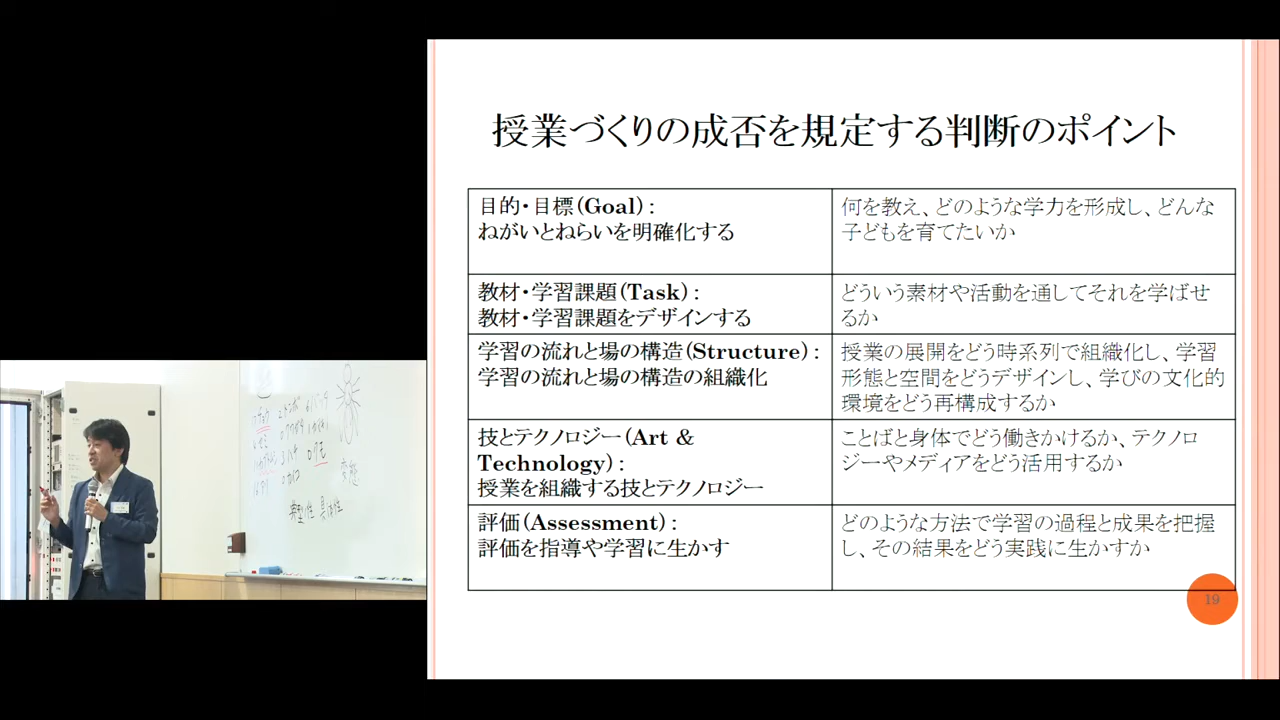 授業づくりの成否を規定する判断のポイント
目的・目標(Goal):
ねがいとねらいを明確化する
何を教え、どのような学力を形成し、どんな
子どもを育てたいか
教材・学習課題(Task):
教材・学習課題をデザインする
どういう素材や活動を通してそれを学ばせ
るか
学習の流れと場の構造(Structure):
学習の流れと場の構造の組織化
授業の展開をどう時系列で組織化し、学習
形態と空間をどうデザインし、学びの文化的
環境をどう再構成するか
技とテクノロジー(Art &
Technology):
授業を組織する技とテクノロジー
ことばと身体でどう働きかけるか、テクノロ
ジーやメディアをどう活用するか
評価(Assessment):
評価を指導や学習に生かす
どのような方法で学習の過程と成果を把握
し、その結果をどう実践に生かすか
19
クモ
変態
典型性 具体性